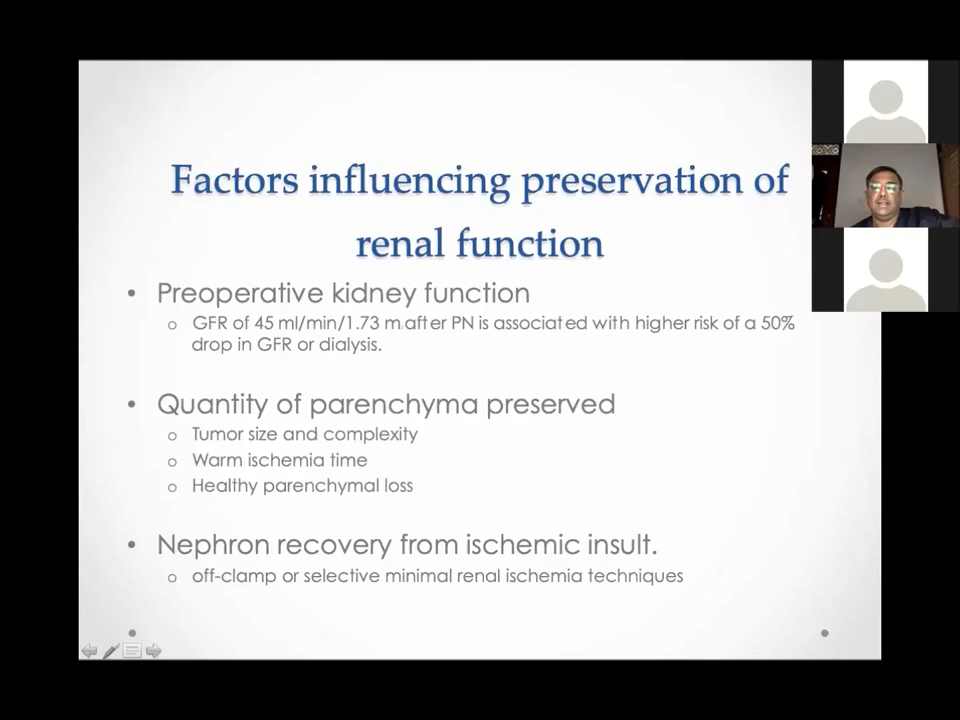 Factors influencing preservation of
renal function
• Preoperative kidney function
o GFR of 45 ml/min/1.73 m after PN is associated with higher risk of a 50%
drop in GFR or dialysis.
• Quantity of parenchyma preserved
o Tumor size and complexity
o Warm ischemia time
o Healthy parenchymal loss
• Nephron recovery from ischemic insult.
o off-clamp or selective minimal renal ischemia techniques